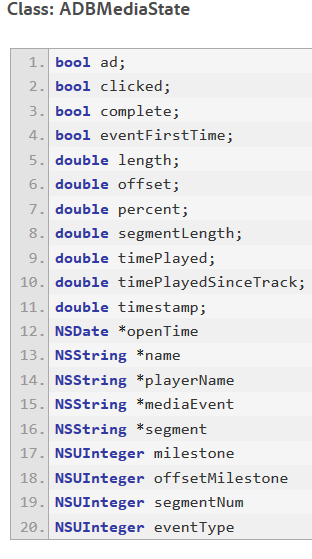 Class: ADBMediaState
1. bool ad;
2. bool clicked;
3. bool complete;
4. bool eventFirstTime;
5. double length;
6. double offset;
7. double percent;
8. double segmentLength;
9. double timePlayed;
10. double timePlayedSinceTrack;
11. double timestamp;
12. NSDate *openTime
13. NSString *name
14. NSString *playerName
15. NSString *mediaEvent
16. NSString *segment
17. NSUInteger milestone
18. NSUInteger offsetMilestone
19. NSUInteger segmentNum
20. NSUInteger eventType